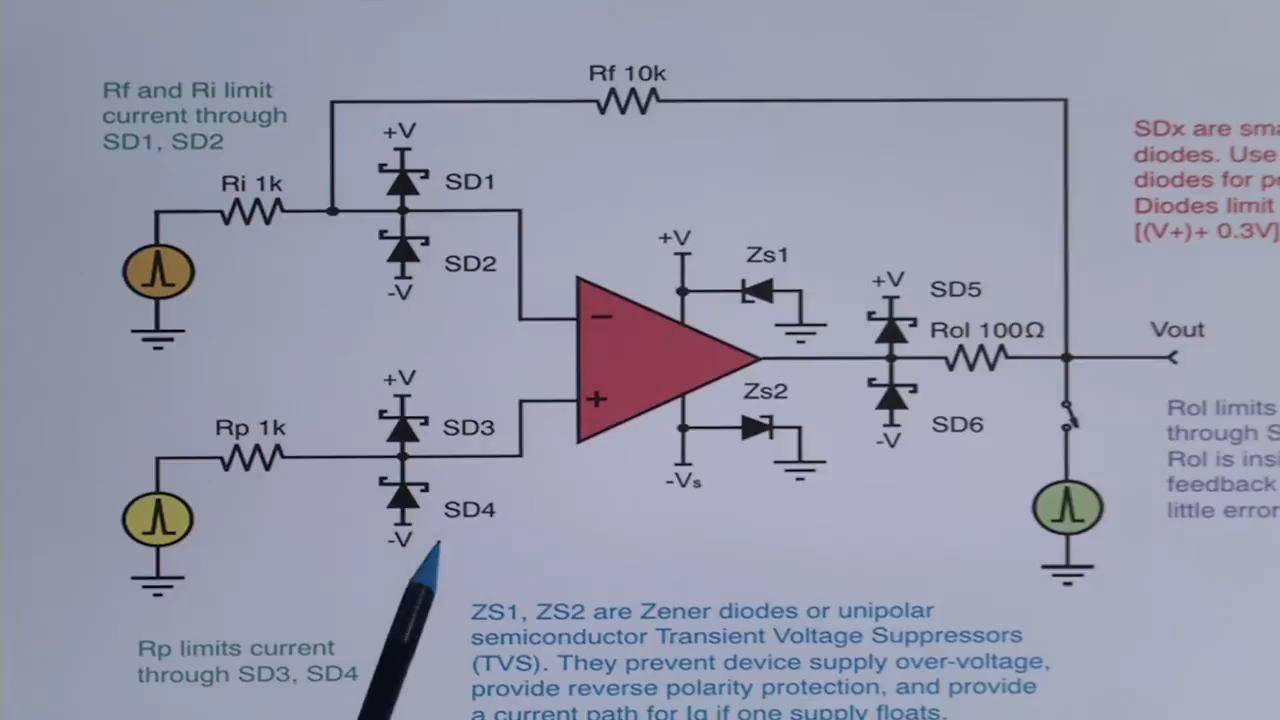 Rf 10k
Rf and Ri limit
current through
SD1, SD2
+V
SDx are
diodes. Use
diodes for
Diodes limit
[(V+)+ 0.3V]
Ri 1k
SD1
SD2
-V
+V
Zs1
+V
SD5
Rol 100Ω
Vout
−
+
+V
Rp 1k
SD3
Zs2
SD6
-V
-Vs
SD4
-V
Rol limits
through
Rol is
feedback
little error
ZS1, ZS2 are Zener diodes or unipolar
semiconductor Transient Voltage Suppressors
(TVS). They prevent device supply over-voltage,
provide reverse polarity protection, and provide
a current path for Iq if one supply floats.
Rp limits current
through SD3, SD4